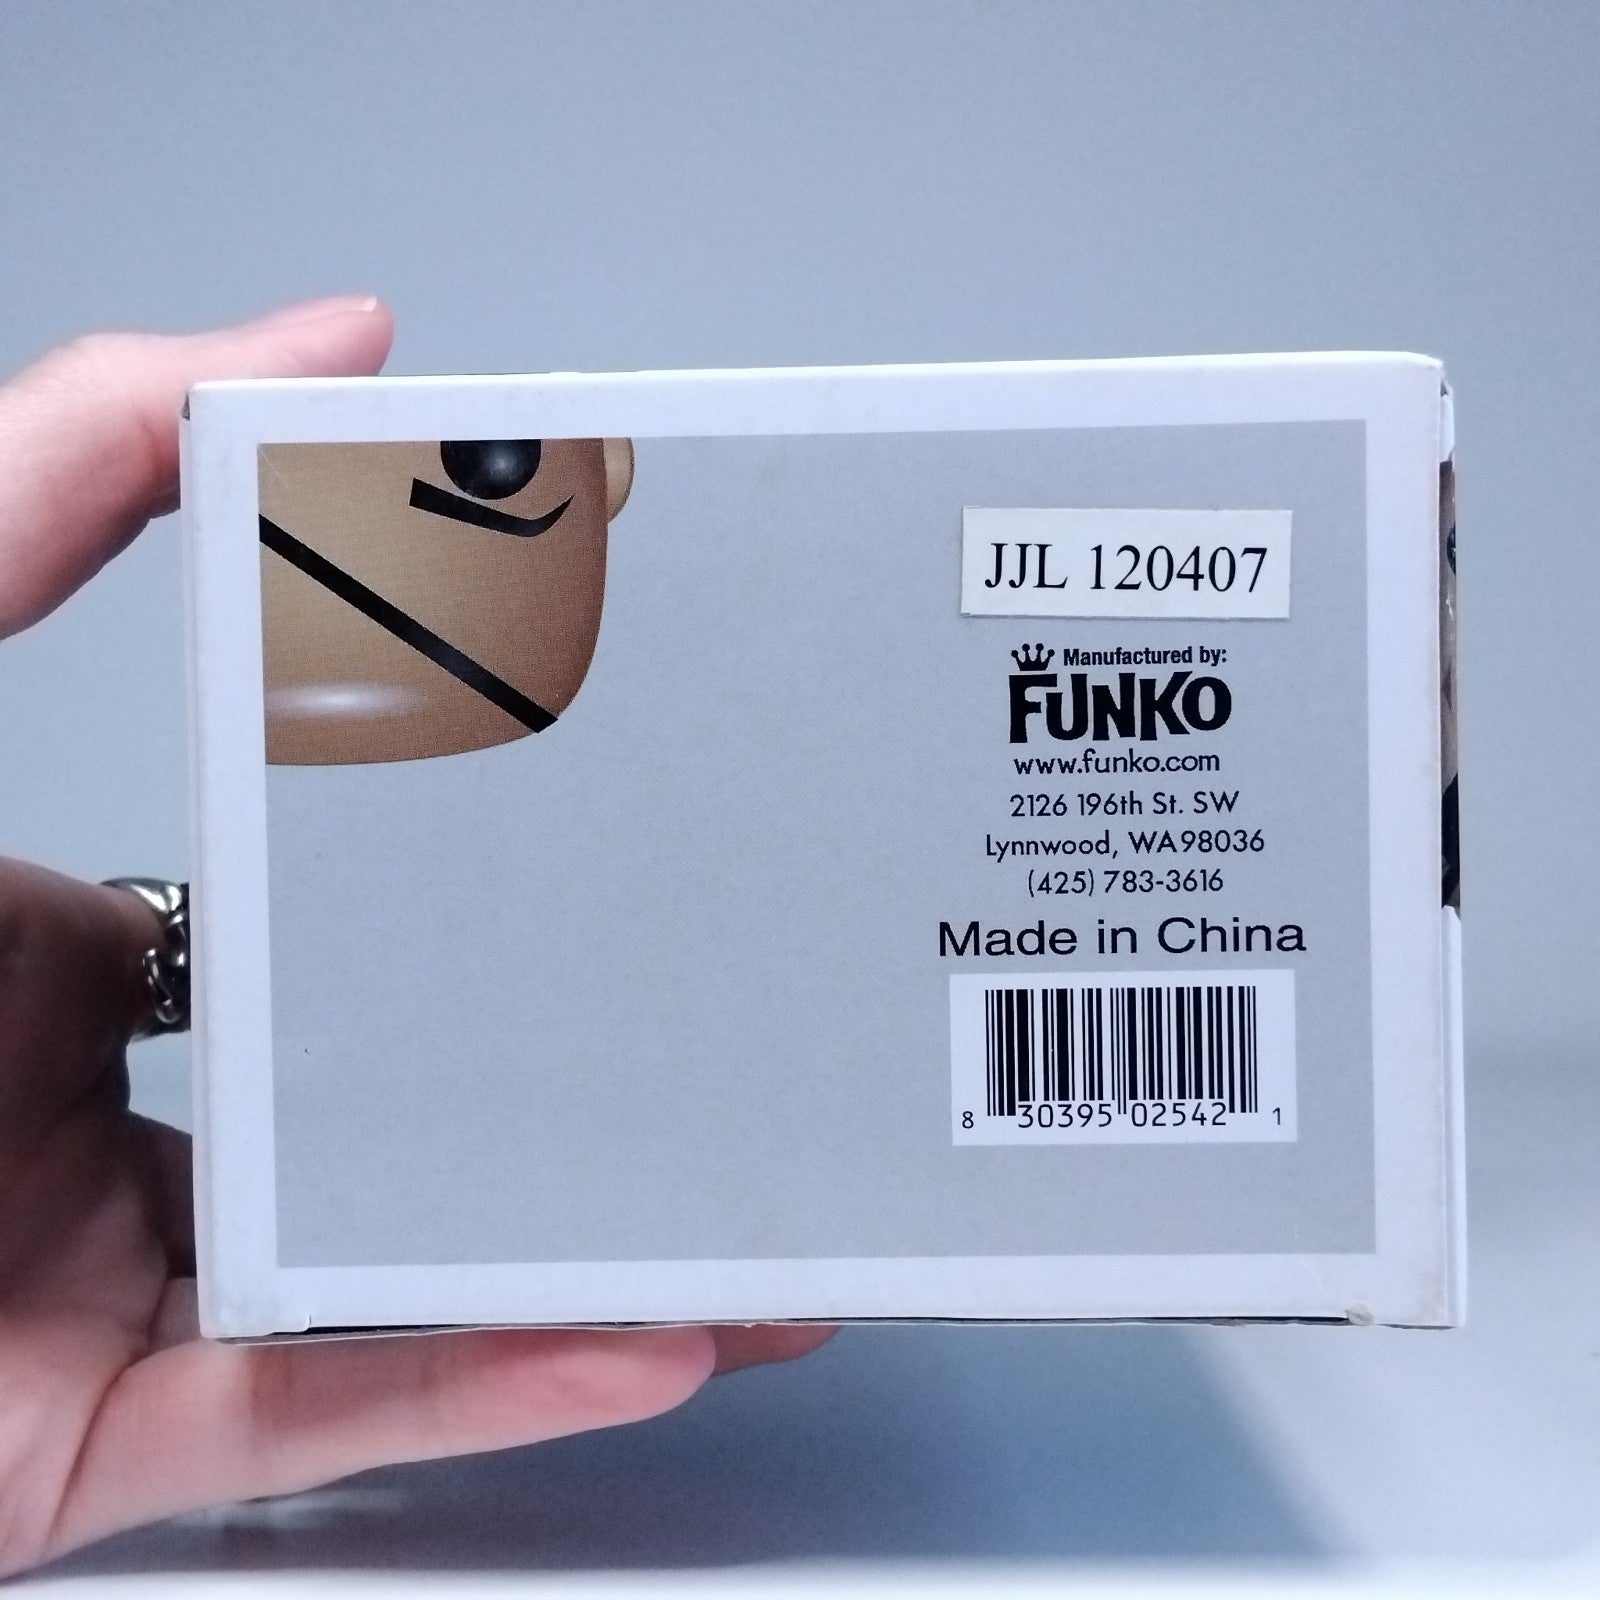 JJL 120407
Manufactured by:
FUNKO
www.funko.com
2126 196th St. SW
Lynnwood, WA98036
(425) 783-3616
Made in China
8 30395 02542 1